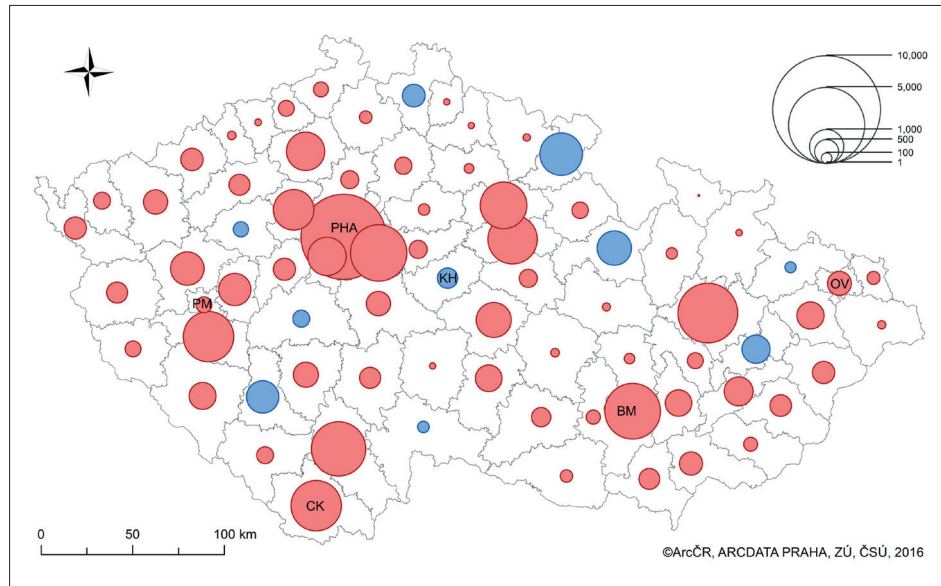 10,000
5,000
1,000
500
100
1
PHA
KH
OV
PM
BM
CK
0 50 100 km
©ArcČR, ARCDATA PRAHA, ZÚ, ČSÚ, 2016